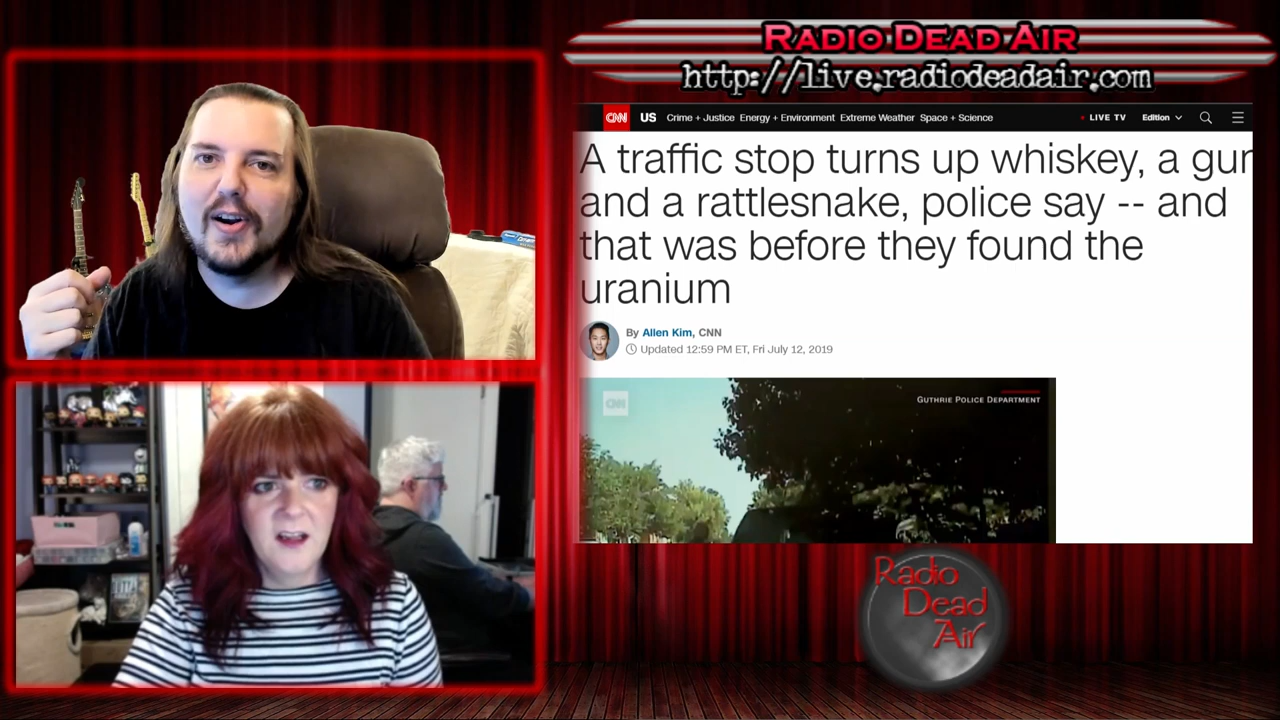 RADIO DEAD AIR
http://live.radiodeadair.com
CNN US Crime + Justice Energy + Environment Extreme Weather Space + Science LIVE TV Edition
A traffic stop turns up whiskey, a gun
and a rattlesnake, police say -- and
that was before they found the
uranium
By Allen Kim, CNN
Updated 12:59 PM ET, Fri July 12, 2019
CNN
GUTHRIE POLICE DEPARTMENT
Radio
Dead
Air